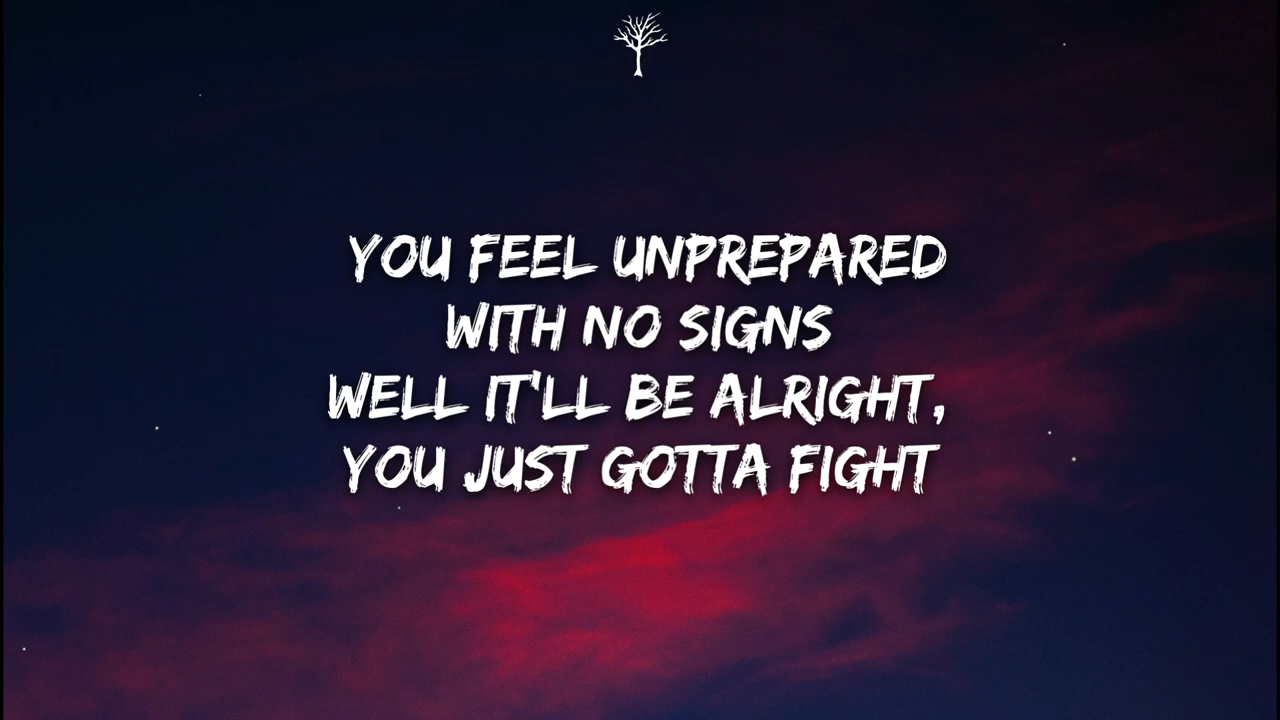 YOU FEEL UNPREPARED
WITH NO SIGNS
WELL IT'LL BE ALRIGHT,
YOU JUST GOTTA FIGHT